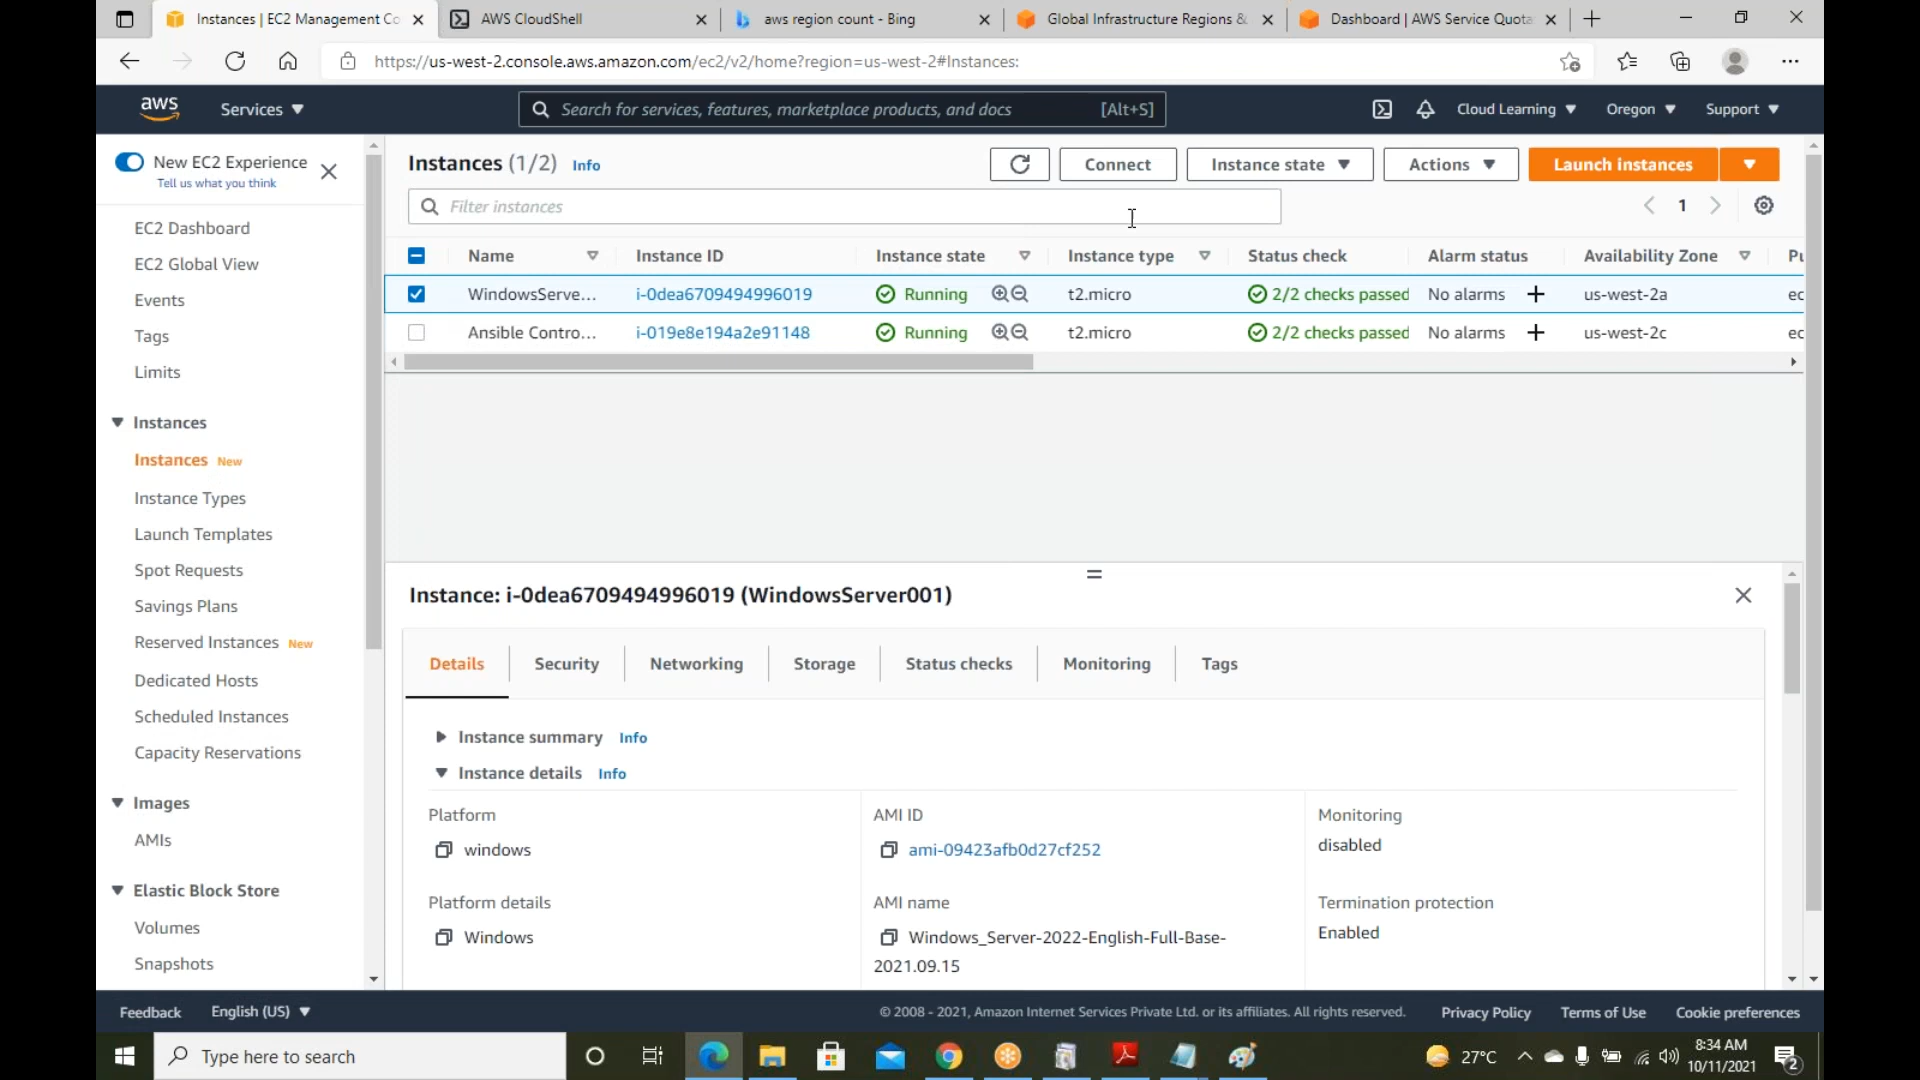 Instances | EC2 Management Co
AWS CloudShell
aws region count - Bing
Global Infrastructure Regions &
Dashboard | AWS Service Quota
https://us-west-2.console.aws.amazon.com/ec2/v2/home?region=us-west-2#Instances:
aws
Services
Search for services, features, marketplace products, and docs
[Alt+S]
Cloud Learning
Oregon
Support
New EC2 Experience
Tell us what you think
EC2 Dashboard
EC2 Global View
Events
Tags
Limits
Instances
Instances New
Instance Types
Launch Templates
Spot Requests
Savings Plans
Reserved Instances New
Dedicated Hosts
Scheduled Instances
Capacity Reservations
Images
AMIs
Elastic Block Store
Volumes
Snapshots
Instances (1/2) Info
Connect
Instance state
Actions
Launch instances
Filter instances
1
Name Instance ID Instance state Instance type Status check Alarm status Availability Zone Pu
WindowsServe... i-0dea6709494996019 Running t2.micro 2/2 checks passed No alarms + us-west-2a ec
Ansible Contro... i-019e8e194a2e91148 Running t2.micro 2/2 checks passed No alarms + us-west-2c ec
Instance: i-0dea6709494996019 (WindowsServer001)
Details Security Networking Storage Status checks Monitoring Tags
Instance summary Info
Instance details Info
Platform
windows
AMI ID
ami-09423afb0d27cf252
Monitoring
disabled
Platform details
Windows
AMI name
Windows_Server-2022-English-Full-Base-
2021.09.15
Termination protection
Enabled
Feedback
English (US)
© 2008 - 2021, Amazon Internet Services Private Ltd. or its affiliates. All rights reserved.
Privacy Policy
Terms of Use
Cookie preferences
Type here to search
27°C
8:34 AM
10/11/2021
2